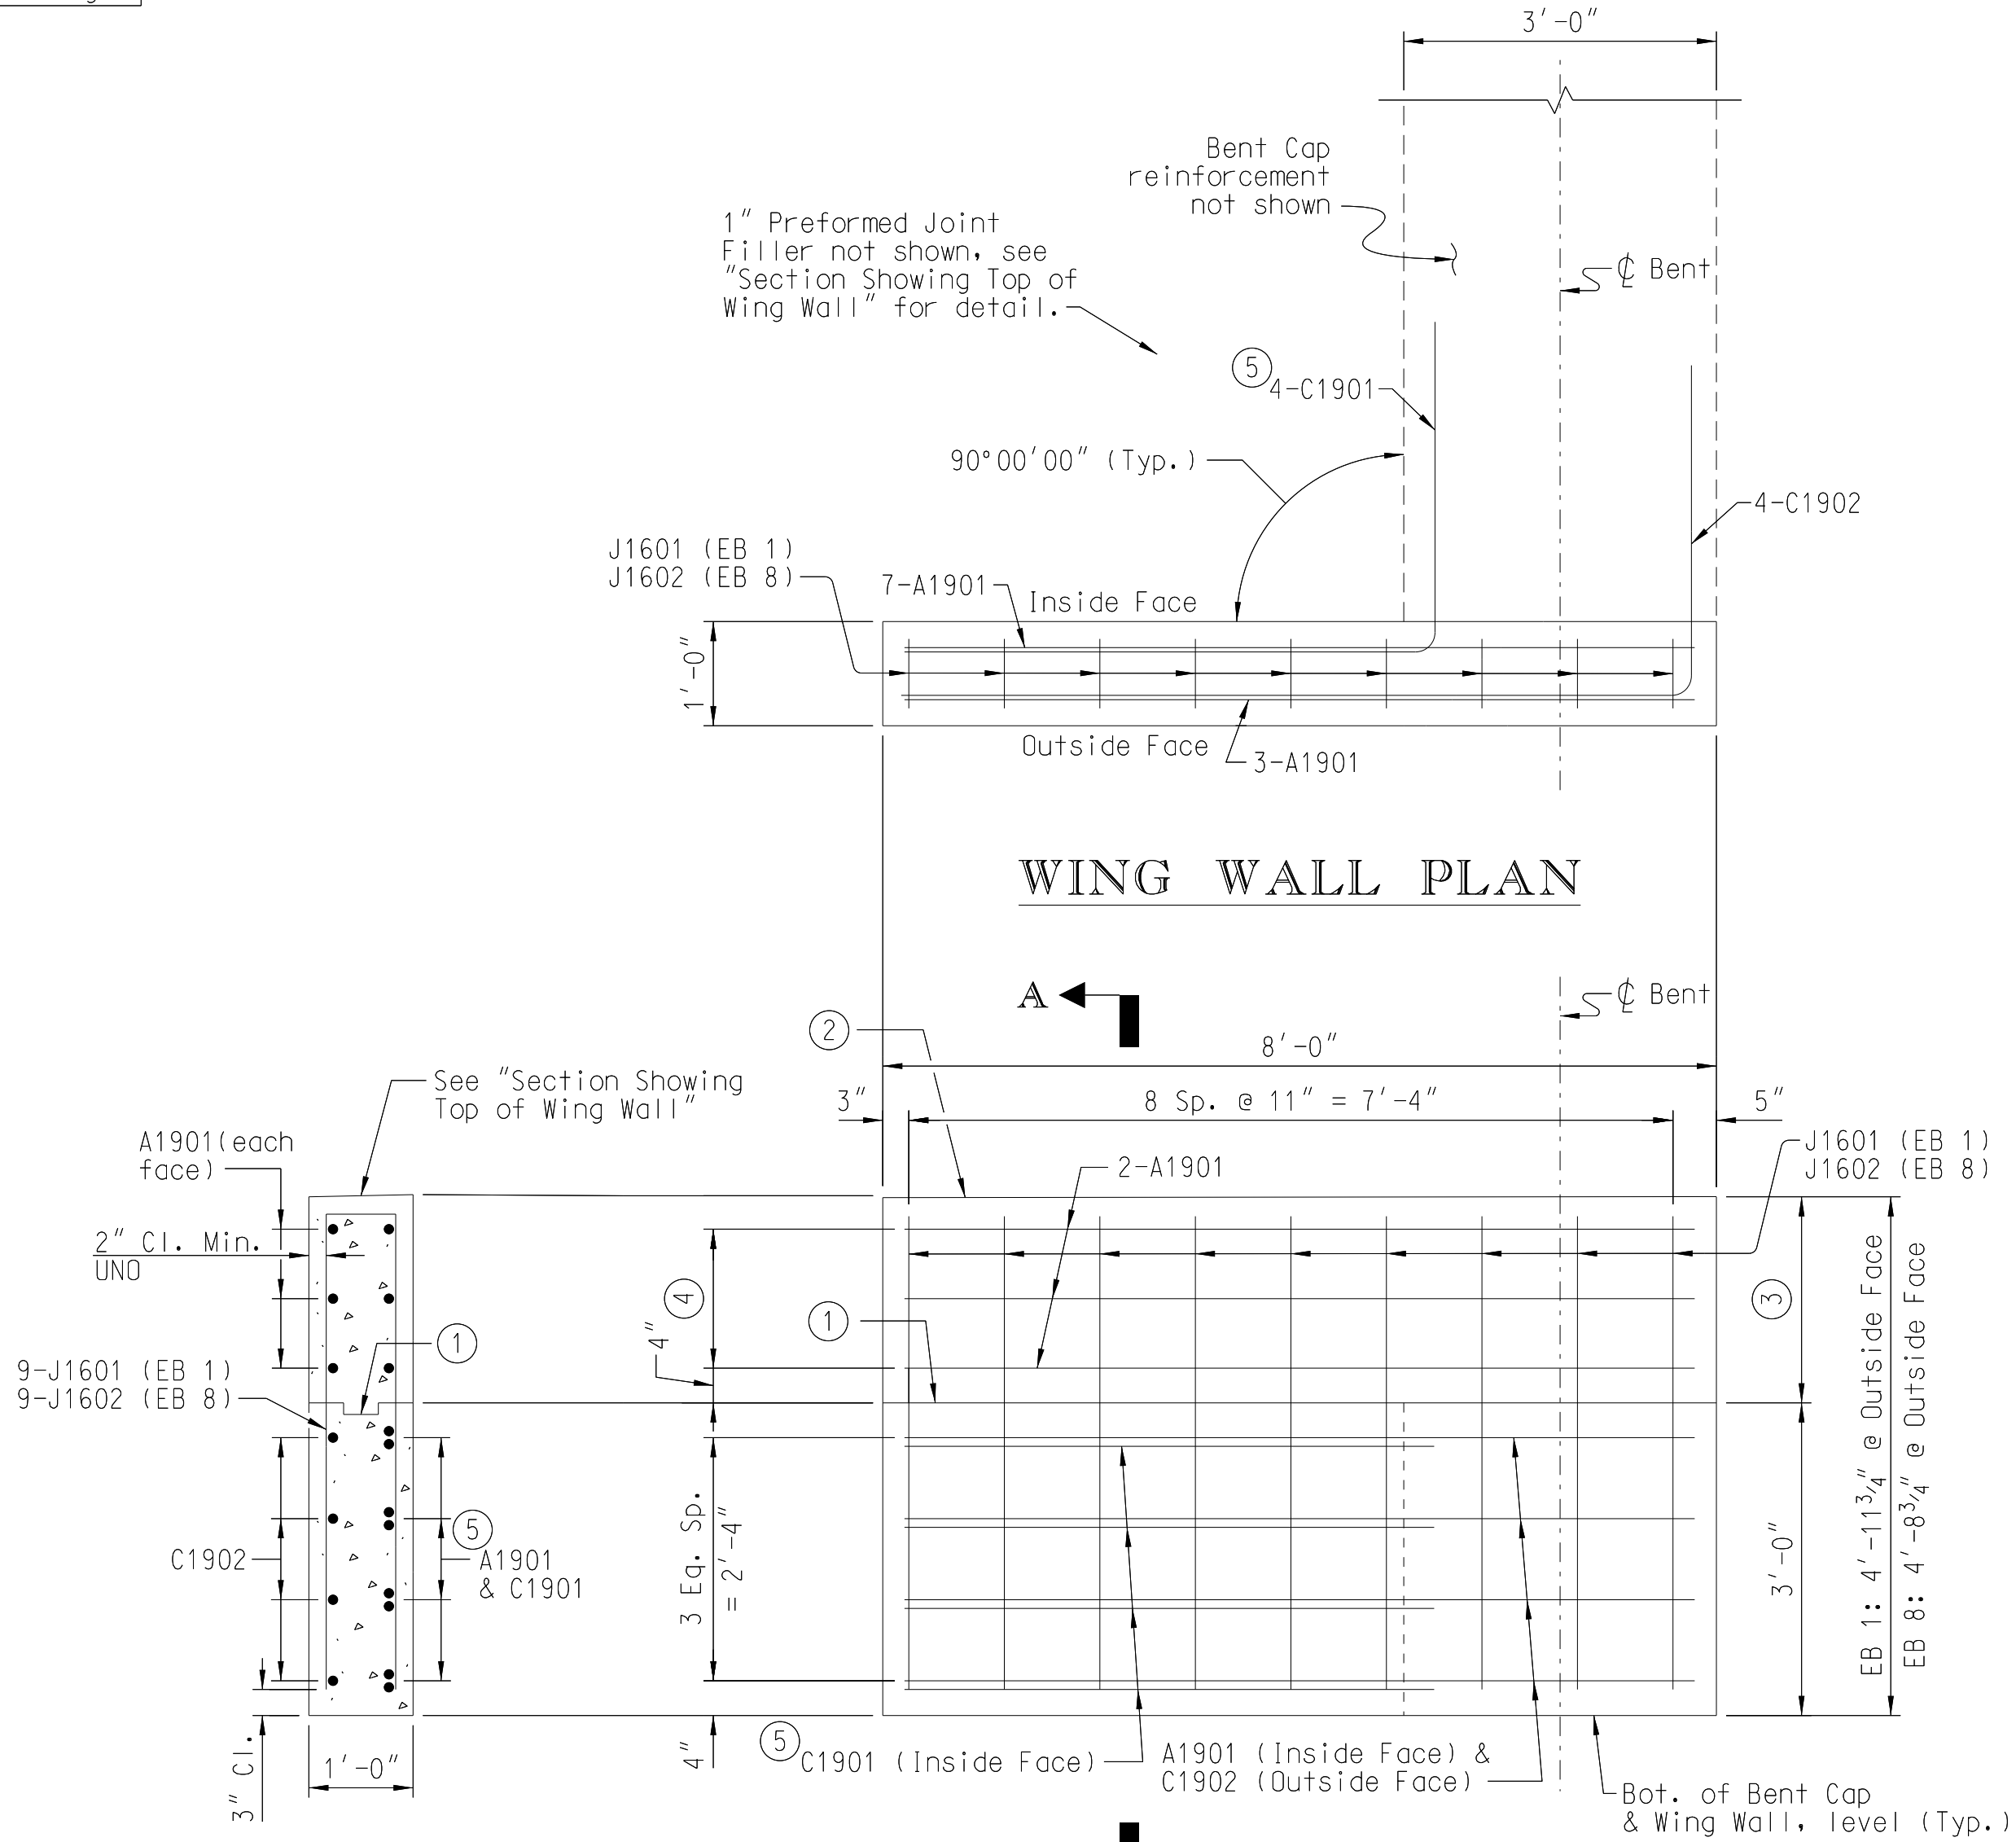 3'-0"
Bent Cap
reinforcement
not shown
1" Preformed Joint
Filler not shown, see
"Section Showing Top of
Wing Wall" for detail.
℄ Bent
5
4-C1901
90°00'00" (Typ.)
4-C1902
J1601 (EB 1)
J1602 (EB 8)
7-A1901
Inside Face
1'-0"
Outside Face
3-A1901
WING WALL PLAN
A
℄ Bent
2
8'-0"
See "Section Showing
Top of Wing Wall"
3"
8 Sp. @ 11" = 7'-4"
5"
A1901(each
face)
2-A1901
J1601 (EB 1)
J1602 (EB 8)
2" Cl. Min.
UNO
4
3
1
4"
1
9-J1601 (EB 1)
9-J1602 (EB 8)
EB 1: 4'-11¾" @ Outside Face
EB 8: 4'-8¾" @ Outside Face
3 Eq. Sp.
= 2'-4"
3'-0"
5
C1902
A1901
& C1901
3" Cl.
1'-0"
4"
5
C1901 (Inside Face)
A1901 (Inside Face) &
C1902 (Outside Face)
Bot. of Bent Cap
& Wing Wall, level (Typ.)